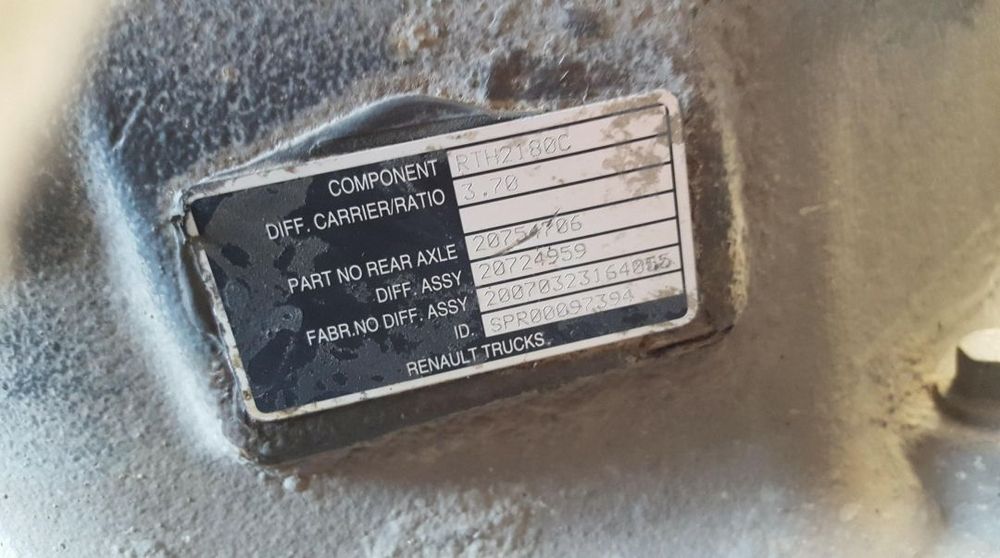 COMPONENT RTH2180C
DIFF. CARRIER/RATIO 3.70
PART NO REAR AXLE 20754706
DIFF. ASSY 20724959
FABR.NO DIFF. ASSY 20070323164055
ID. SPR00097394
RENAULT TRUCKS.